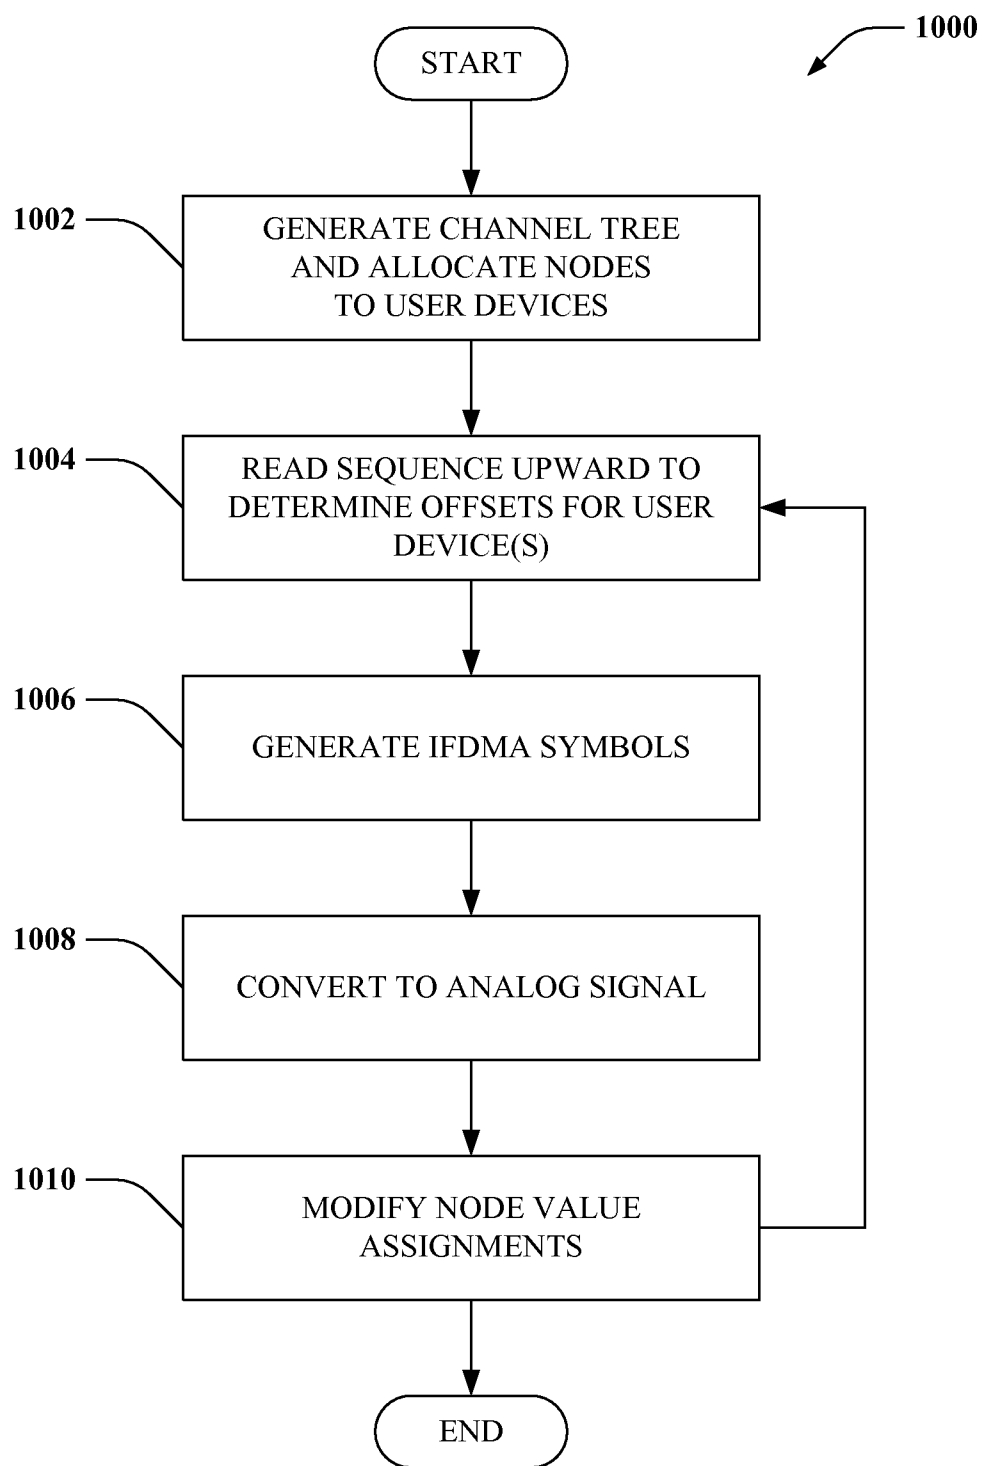 1000
START
1002
GENERATE CHANNEL TREE
AND ALLOCATE NODES
TO USER DEVICES
1004
READ SEQUENCE UPWARD TO
DETERMINE OFFSETS FOR USER
DEVICE(S)
1006
GENERATE IFDMA SYMBOLS
1008
CONVERT TO ANALOG SIGNAL
1010
MODIFY NODE VALUE
ASSIGNMENTS
END